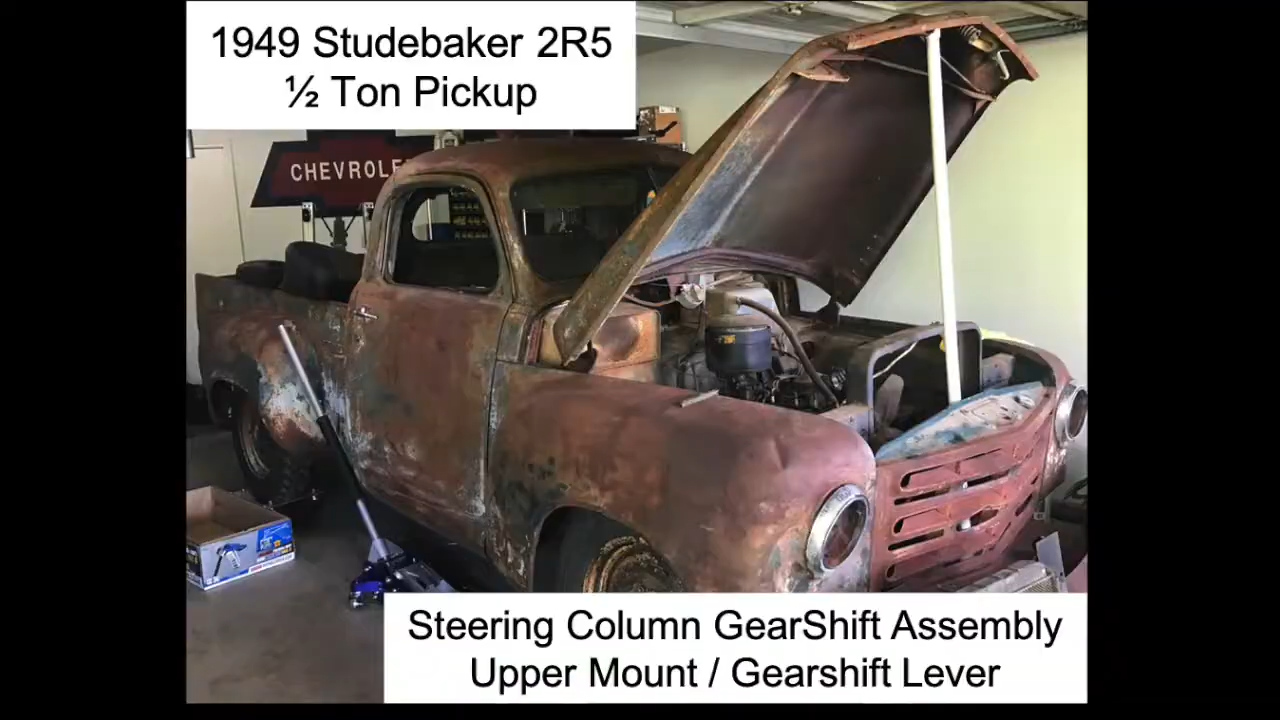 1949 Studebaker 2R5
½ Ton Pickup
CHEVROLE
Steering Column GearShift Assembly
Upper Mount / Gearshift Lever